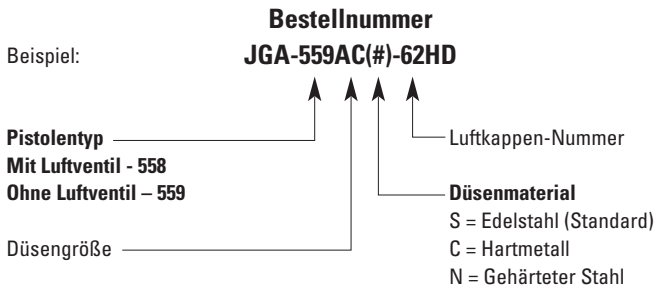 Bestellnummer
Beispiel: JGA-559AC(#)-62HD
Pistolentyp
Mit Luftventil - 558
Ohne Luftventil – 559
Düsengröße
Luftkappen-Nummer
Düsenmaterial
S = Edelstahl (Standard)
C = Hartmetall
N = Gehärteter Stahl